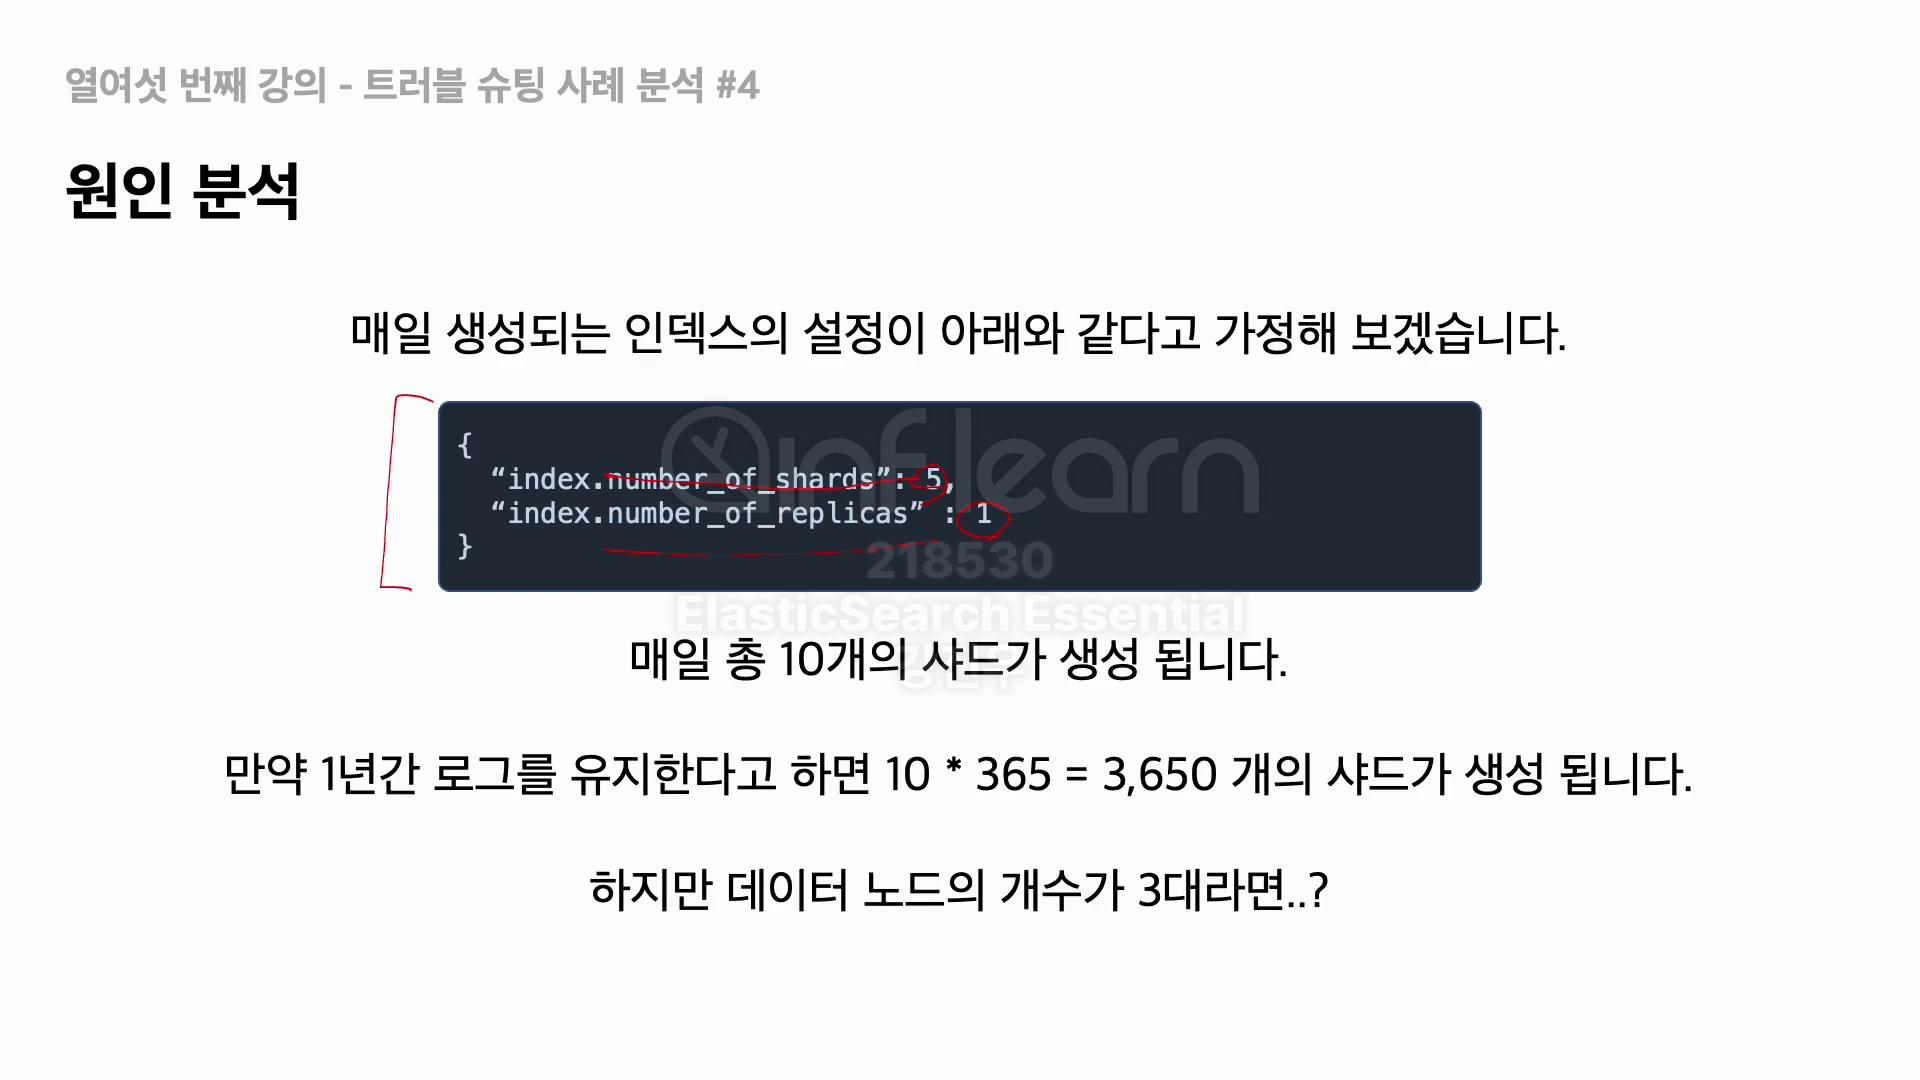 열여섯 번째 강의 - 트러블 슈팅 사례 분석 #4
원인 분석
매일 생성되는 인덱스의 설정이 아래와 같다고 가정해 보겠습니다.
{
“index.number_of_shards”: 5,
“index.number_of_replicas” : 1
}
inflearn
218530
ElasticSearch Essential
매일 총 10개의 샤드가 생성 됩니다.
만약 1년간 로그를 유지한다고 하면 10 * 365 = 3,650 개의 샤드가 생성 됩니다.
하지만 데이터 노드의 개수가 3대라면..?